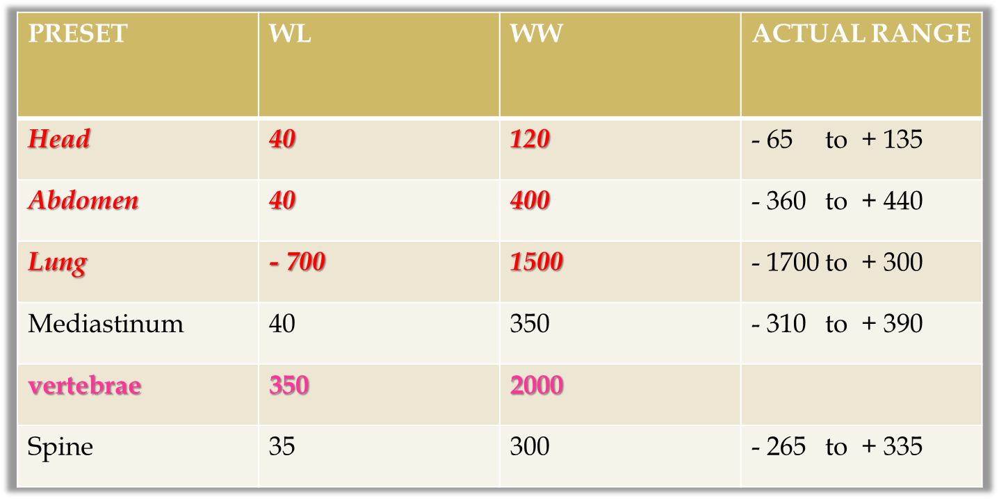 PRESET WL WW ACTUAL RANGE
Head 40 120 - 65 to + 135
Abdomen 40 400 - 360 to + 440
Lung - 700 1500 - 1700 to + 300
Mediastinum 40 350 - 310 to + 390
vertebrae 350 2000
Spine 35 300 - 265 to + 335